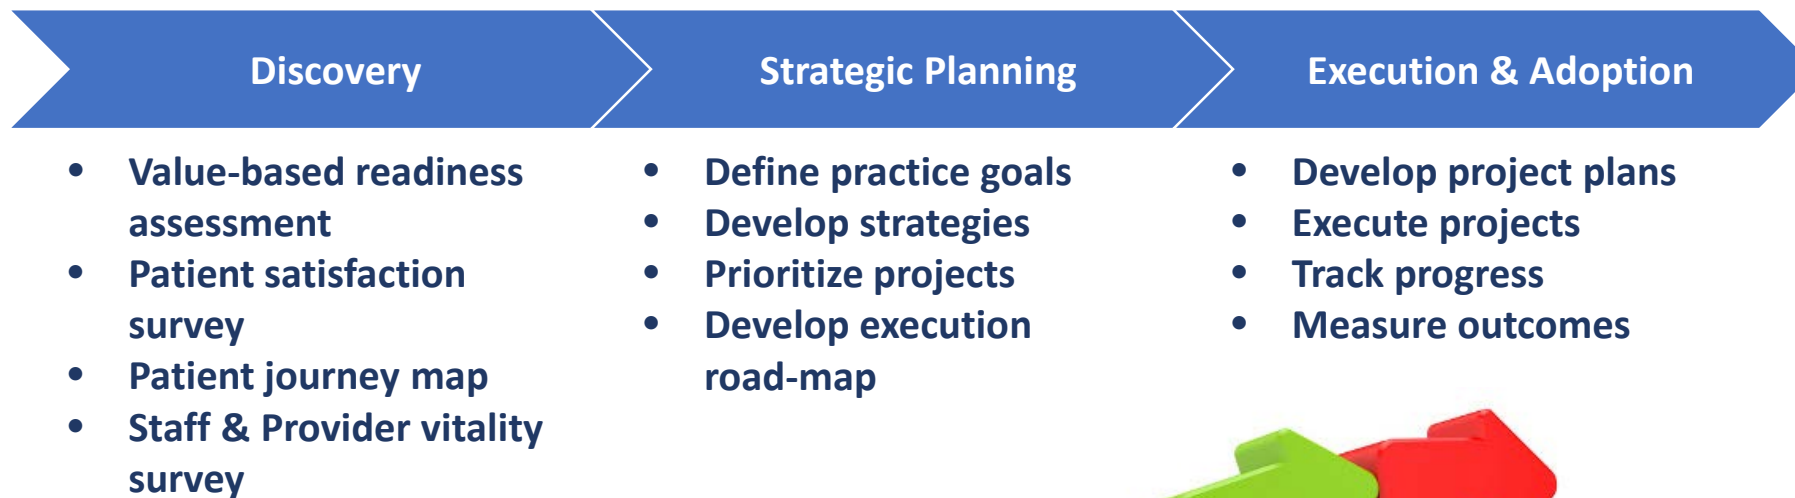 Discovery
Strategic Planning
Execution & Adoption
• Value-based readiness
assessment
• Patient satisfaction
survey
• Patient journey map
• Staff & Provider vitality
survey
• Define practice goals
• Develop strategies
• Prioritize projects
• Develop execution
road-map
• Develop project plans
• Execute projects
• Track progress
• Measure outcomes